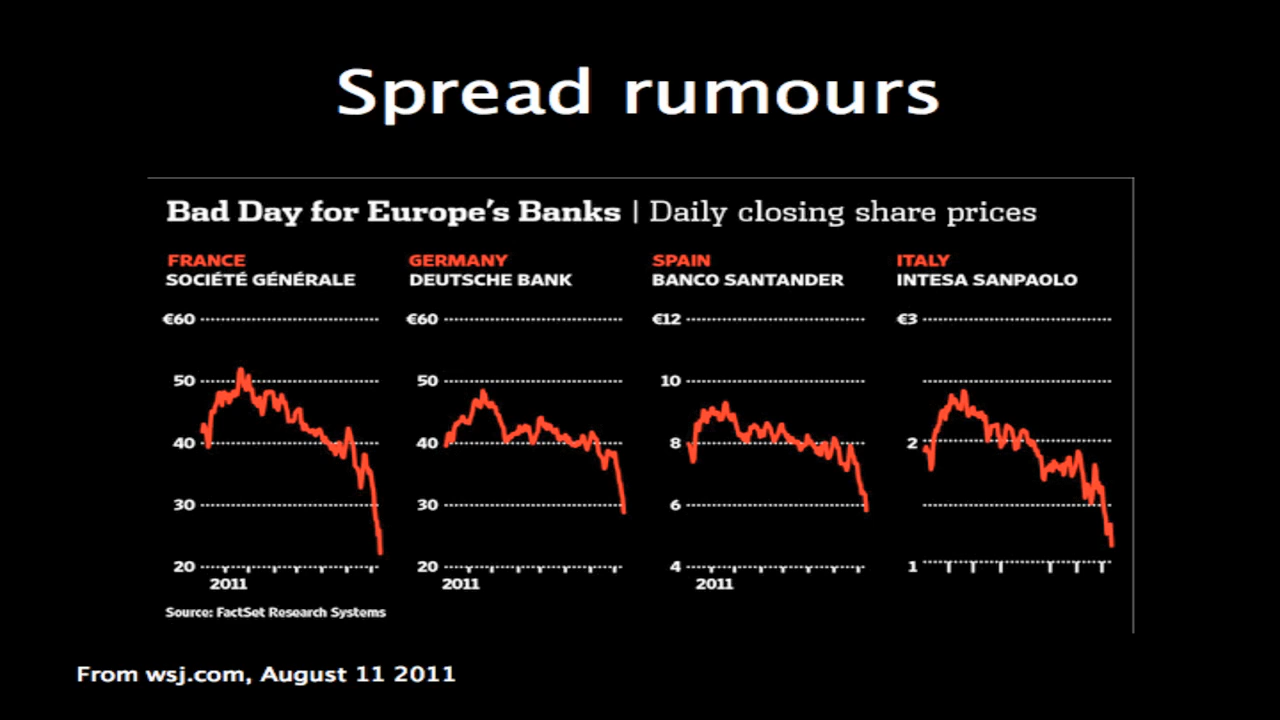 Spread rumours
Bad Day for Europe's Banks | Daily closing share prices
FRANCE
SOCIÉTÉ GÉNÉRALE
€60
50
40
30
20
2011
GERMANY
DEUTSCHE BANK
€60
50
40
30
20
2011
SPAIN
BANCO SANTANDER
€12
10
8
6
4
2011
ITALY
INTESA SANPAOLO
€3
2
1
Source: FactSet Research Systems
From wsj.com, August 11 2011